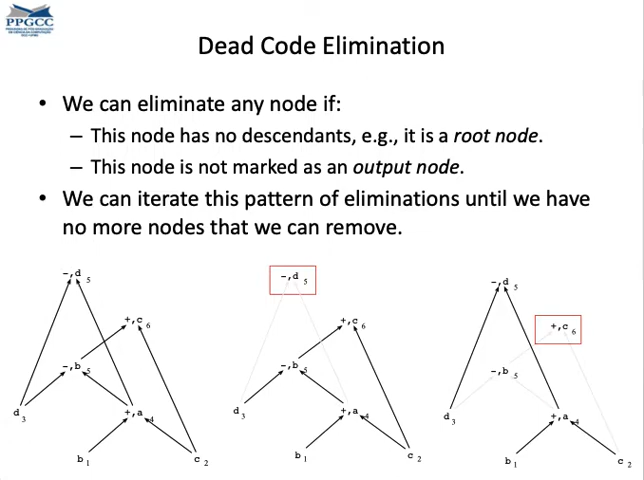 PPGCC
Dead Code Elimination
• We can eliminate any node if:
– This node has no descendants, e.g., it is a root node.
– This node is not marked as an output node.
• We can iterate this pattern of eliminations until we have
no more nodes that we can remove.
-,d 5
+,c 6
-,b 5
d 3
+,a 4
b 1
c 2
-,d 5
+,c 6
-,b 5
d 3
+,a 4
b 1
c 2
-,d 5
+,c 6
-,b 5
d 3
+,a 4
b 1
c 2